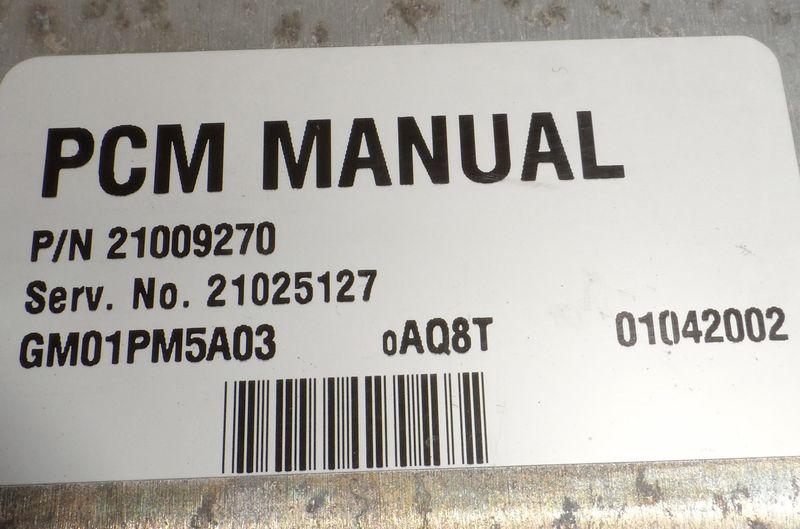 PCM MANUAL
P/N 21009270
Serv. No. 21025127
GM01PM5A03 0AQ8T 01042002